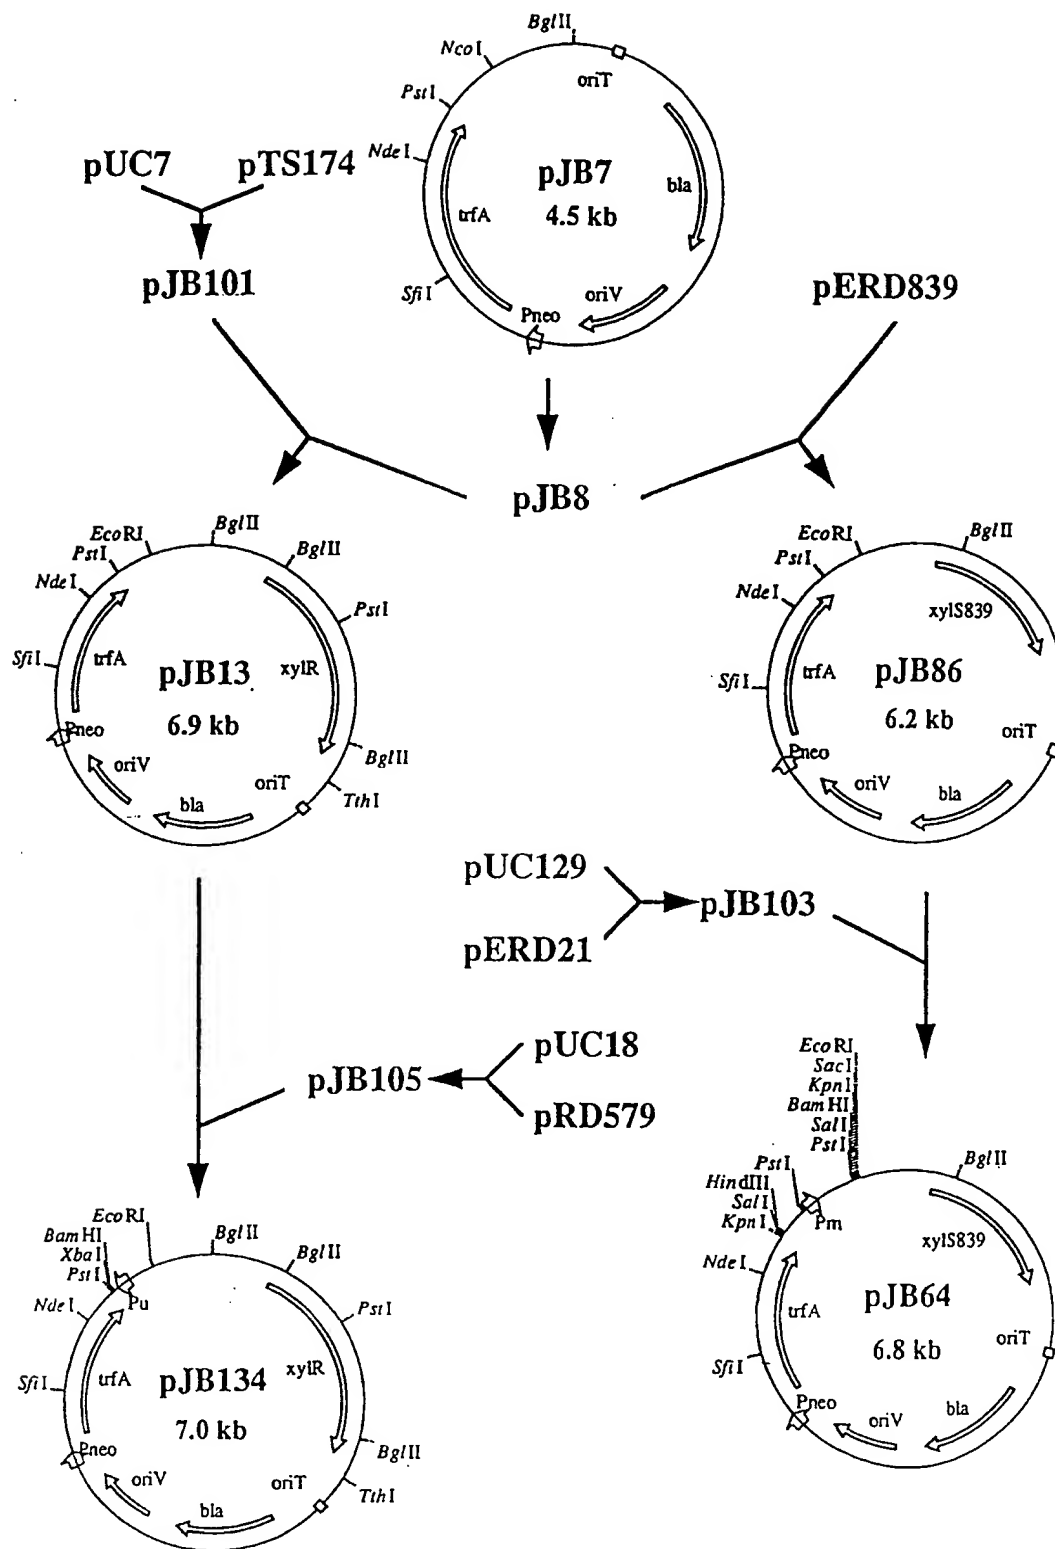 BglII
NcoI
oriT
PstI
NdeI
pJB7
4.5 kb
bla
trfA
SfiI
oriV
Pneo
pUC7
pTS174
pJB101
pERD839
pJB8
EcoRI
BglII
BglII
PstI
NdeI
PstI
SfiI
trfA
pJB13
6.9 kb
xylR
Pneo
oriV
BglII
oriT
TthI
bla
EcoRI
BglII
PstI
NdeI
xylS839
SfiI
trfA
pJB86
6.2 kb
oriT
Pneo
oriV
bla
pUC129
pJB103
pERD21
pUC18
pJB105
pRD579
EcoRI
SacI
KpnI
BamHI
SalI
PstI
BglII
PstI
HindIII
SalI
KpnI
Pm
xylS839
NdeI
trfA
pJB64
6.8 kb
oriT
SfiI
Pneo
oriV
bla
EcoRI
BamHI
XbaI
PstI
BglII
BglII
NdeI
Pu
PstI
SfiI
trfA
pJB134
7.0 kb
xylR
Pneo
oriV
BglII
oriT
TthI
bla